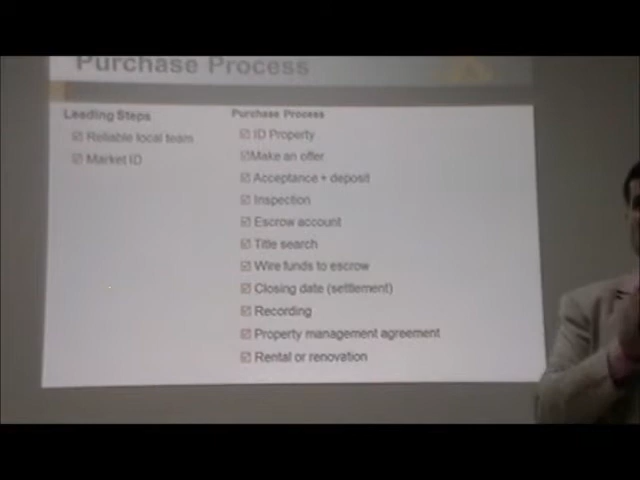 Purchase Process
Leading Steps
Reliable local team
Market ID
Purchase Process
ID Property
Make an offer
Acceptance + deposit
Inspection
Escrow account
Title search
Wire funds to escrow
Closing date (settlement)
Recording
Property management agreement
Rental or renovation